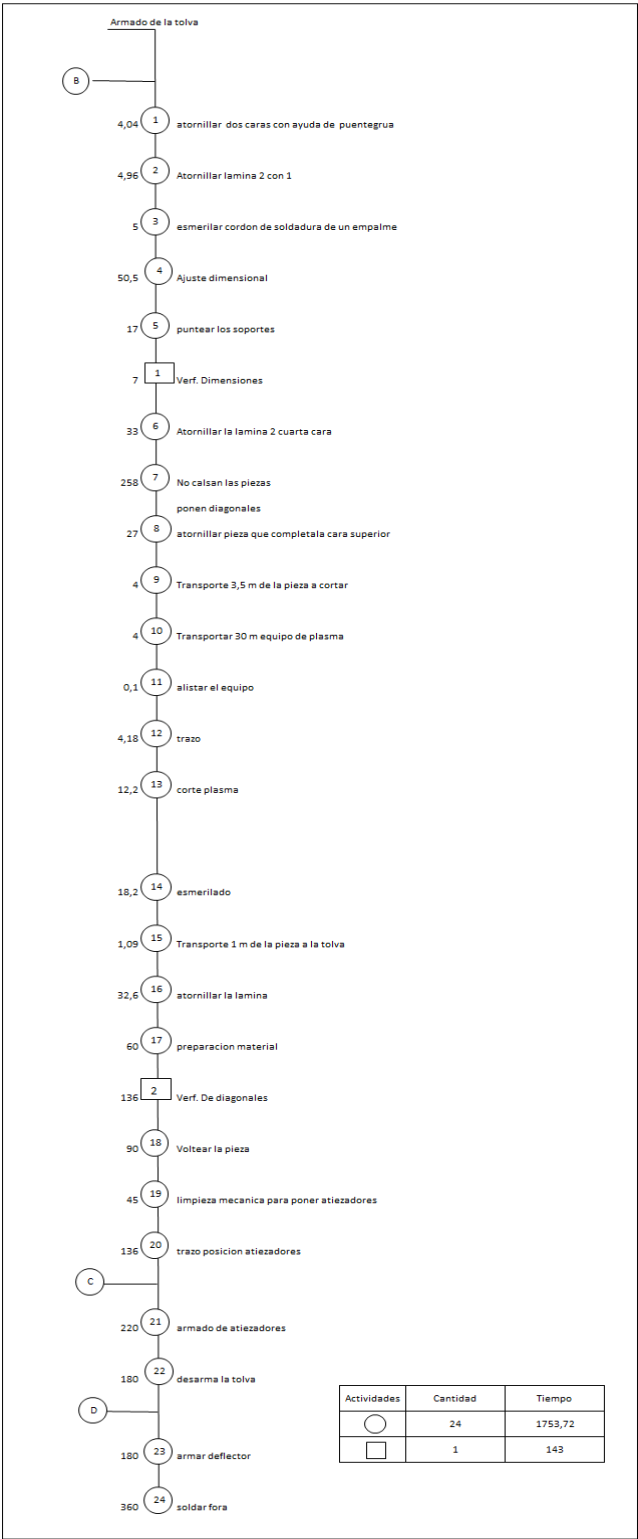 Armado de la tolva
B
4,04 1 atornillar dos caras con ayuda de puentegrua
4,96 2 Atornillar lamina 2 con 1
5 3 esmerilar cordon de soldadura de un empalme
50,5 4 Ajuste dimensional
17 5 puntear los soportes
7 1 Verf. Dimensiones
33 6 Atornillar la lamina 2 cuarta cara
258 7 No calsan las piezas
ponen diagonales
27 8 atornillar pieza que completala cara superior
4 9 Transporte 3,5 m de la pieza a cortar
4 10 Transportar 30 m equipo de plasma
0,1 11 alistar el equipo
4,18 12 trazo
12,2 13 corte plasma
18,2 14 esmerilado
1,09 15 Transporte 1 m de la pieza a la tolva
32,6 16 atornillar la lamina
60 17 preparacion material
136 2 Verf. De diagonales
90 18 Voltear la pieza
45 19 limpieza mecanica para poner atiezadores
136 20 trazo posicion atiezadores
C
220 21 armado de atiezadores
180 22 desarma la tolva
D
180 23 armar deflector
360 24 soldar fora
Actividades Cantidad Tiempo
24 1753,72
1 143